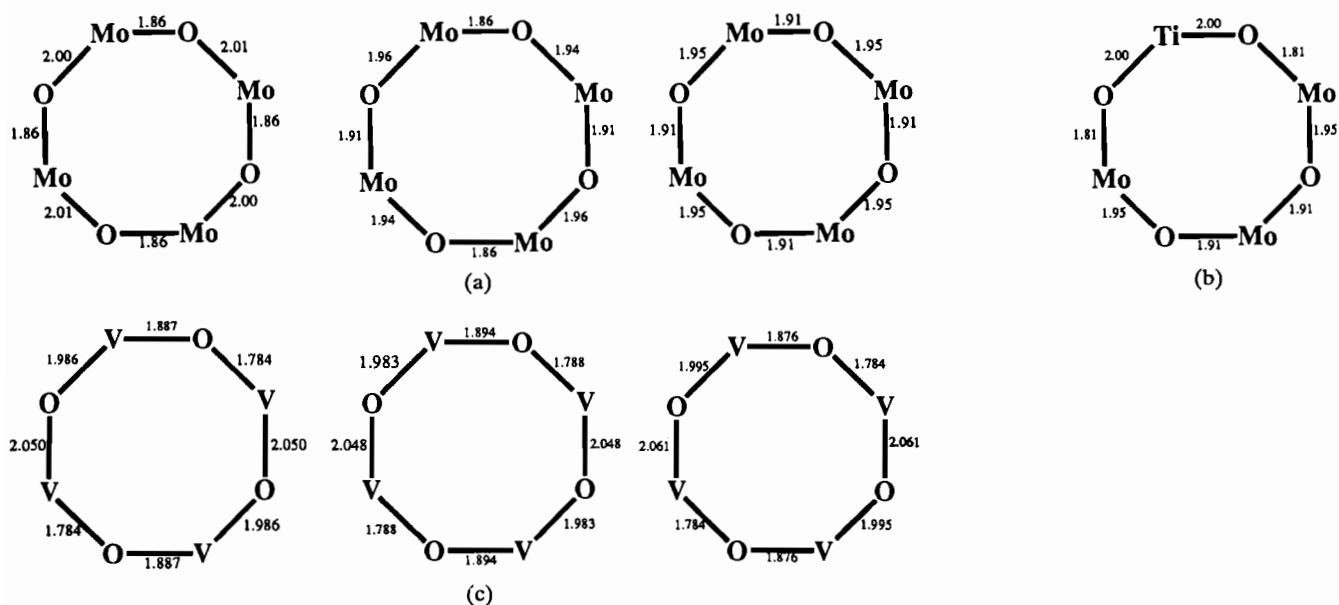 Mo 1.86 O
2.00 2.01
O Mo
1.86 1.86
Mo O
2.01 2.00
O 1.86 Mo
Mo 1.86 O
1.96 1.94
O Mo
1.91 1.91
Mo O
1.94 1.96
O 1.86 Mo
Mo 1.91 O
1.95 1.95
O Mo
1.91 1.91
Mo O
1.95 1.95
O 1.91 Mo
(a)
Ti 2.00 O
2.00 1.81
O Mo
1.81 1.95
Mo O
1.95 1.91
O 1.91 Mo
(b)
V 1.887 O
1.986 1.784
O V
2.050 2.050
V O
1.784 1.986
O 1.887 V
V 1.894 O
1.983 1.788
O V
2.048 2.048
V O
1.788 1.983
O 1.894 V
V 1.876 O
1.995 1.784
O V
2.061 2.061
V O
1.784 1.995
O 1.876 V
(c)